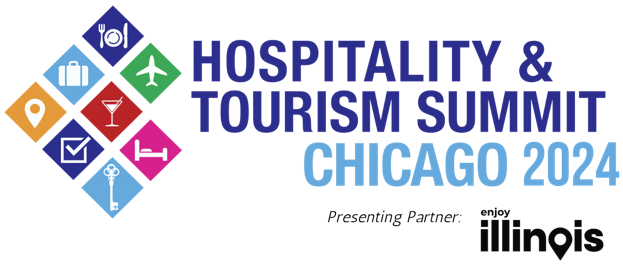 HOSPITALITY &
TOURISM SUMMIT
CHICAGO 2024
Presenting Partner:
enjoy
illinois